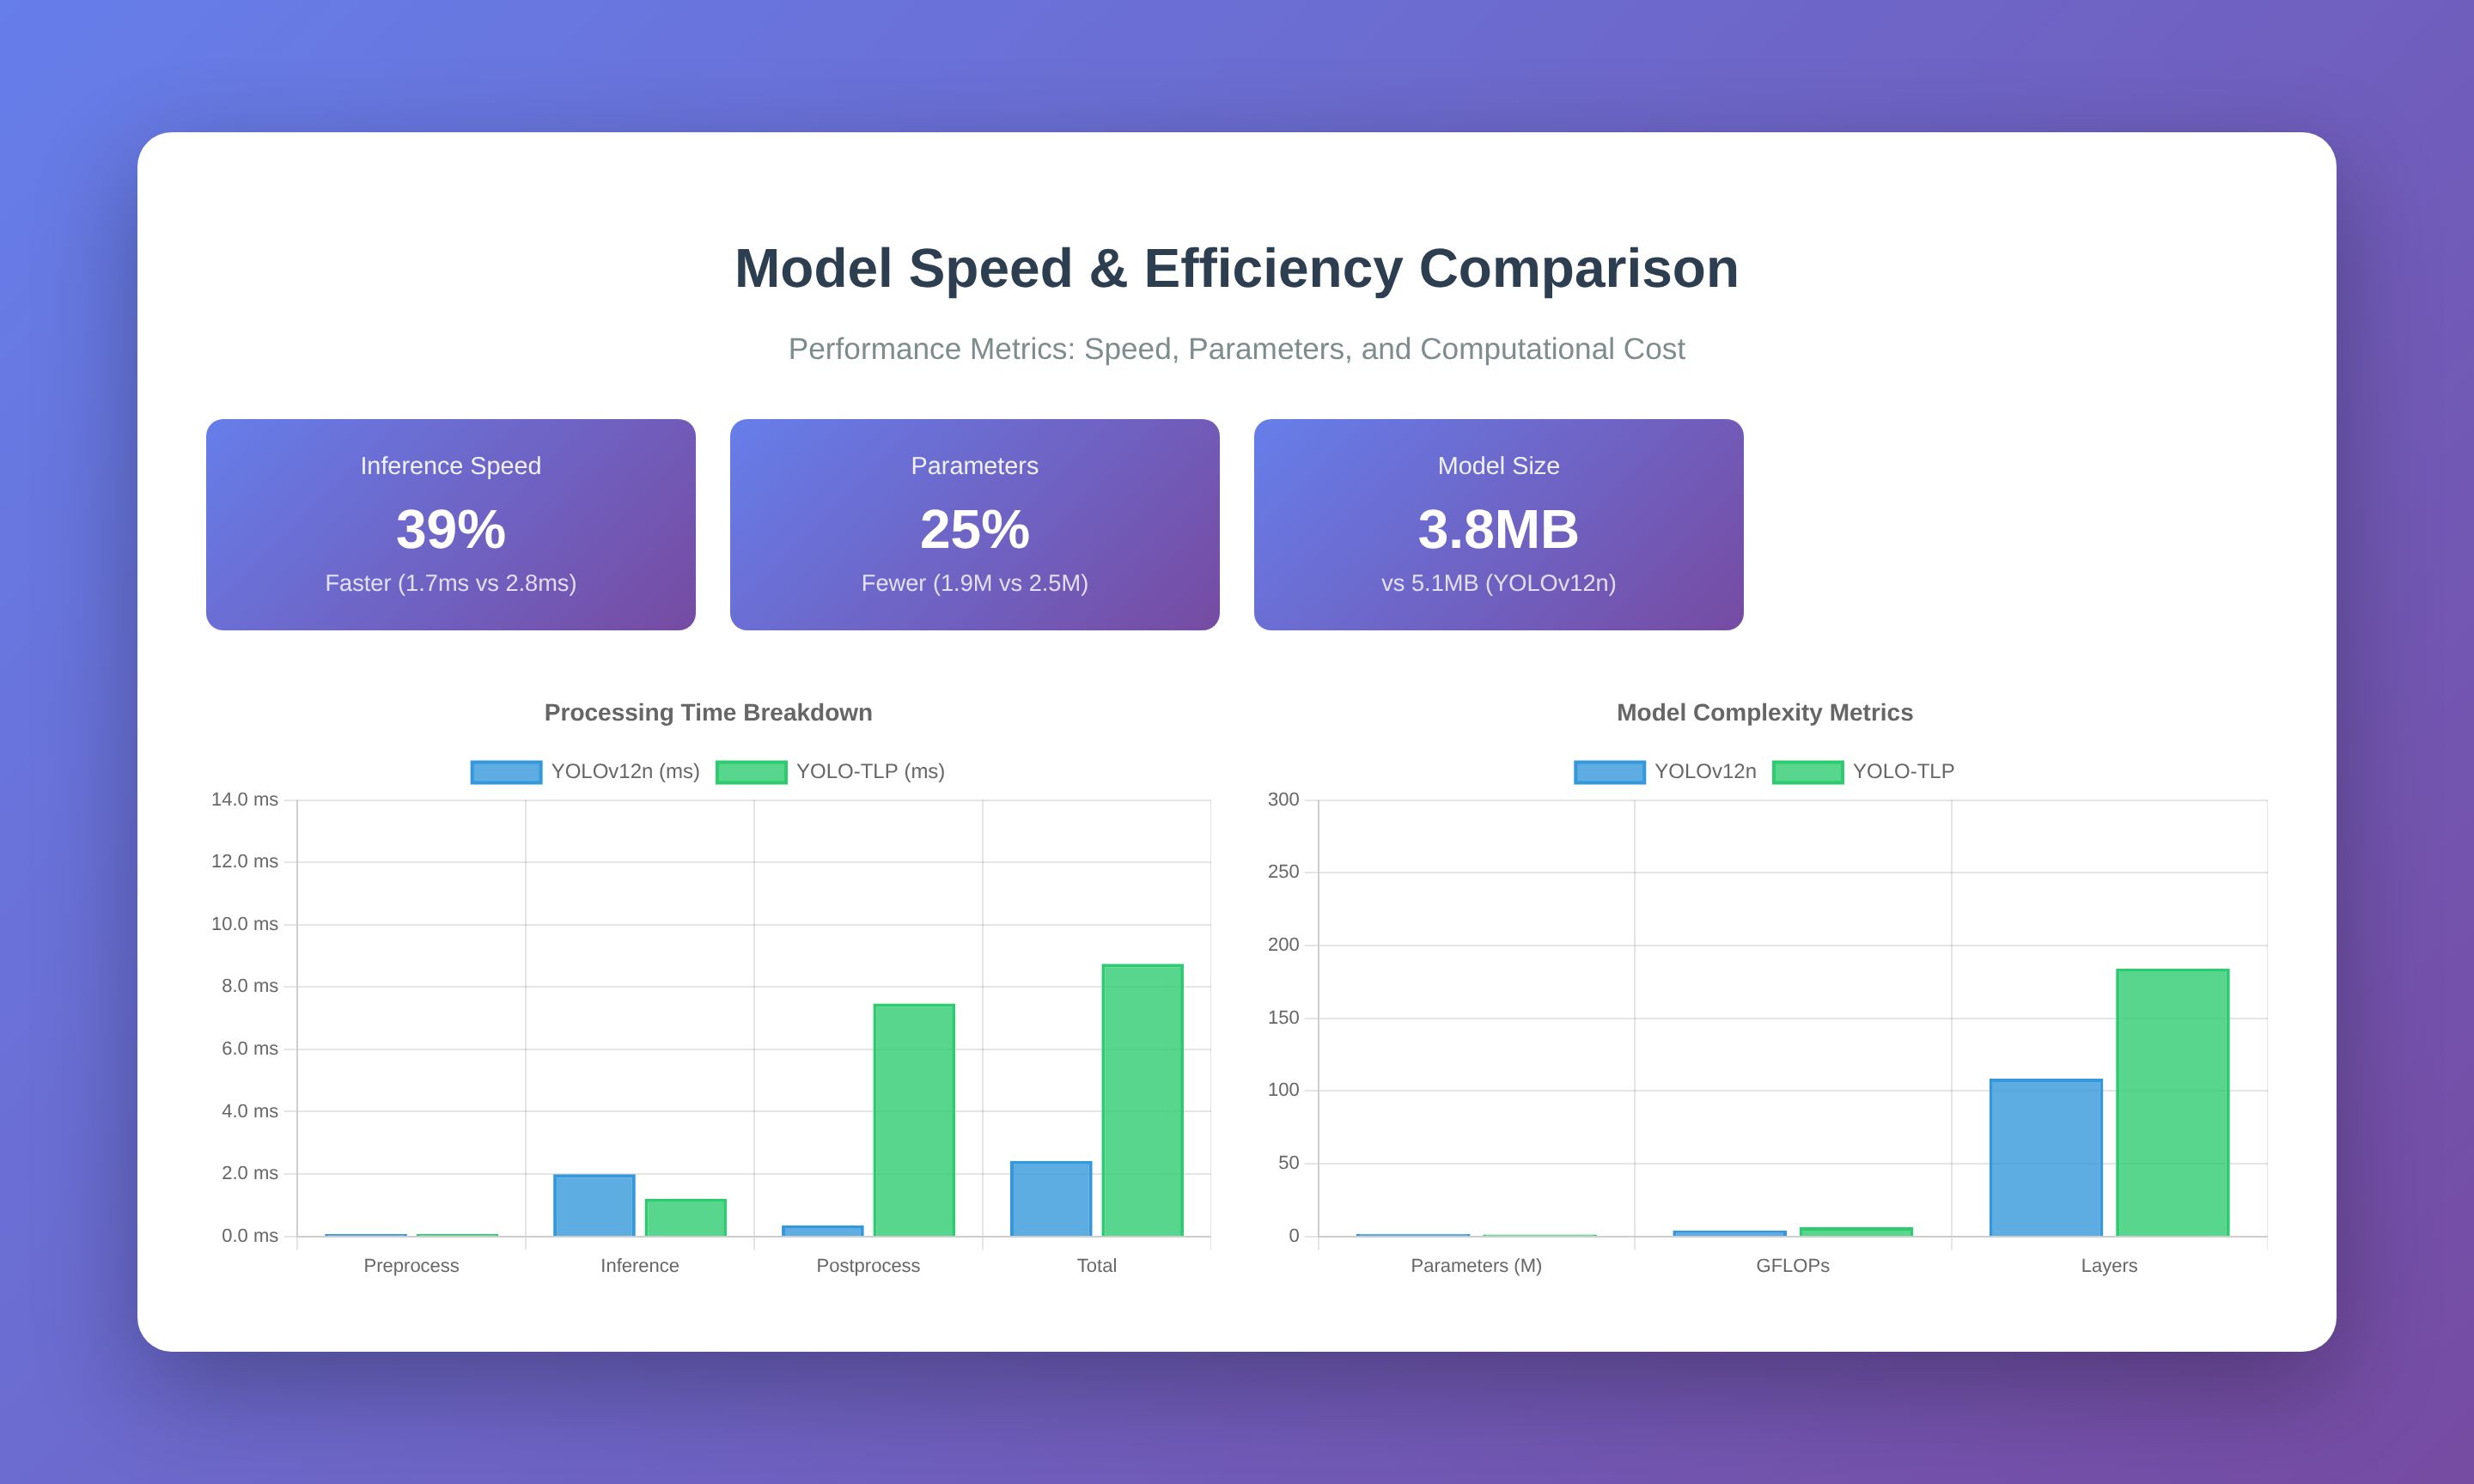 Model Speed & Efficiency Comparison
Performance Metrics: Speed, Parameters, and Computational Cost
Inference Speed
39%
Faster (1.7ms vs 2.8ms)
Parameters
25%
Fewer (1.9M vs 2.5M)
Model Size
3.8MB
vs 5.1MB (YOLOv12n)
Processing Time Breakdown
YOLOv12n (ms) YOLO-TLP (ms)
14.0 ms
12.0 ms
10.0 ms
8.0 ms
6.0 ms
4.0 ms
2.0 ms
0.0 ms
Preprocess Inference Postprocess Total
Model Complexity Metrics
YOLOv12n YOLO-TLP
300
250
200
150
100
50
0
Parameters (M) GFLOPs Layers